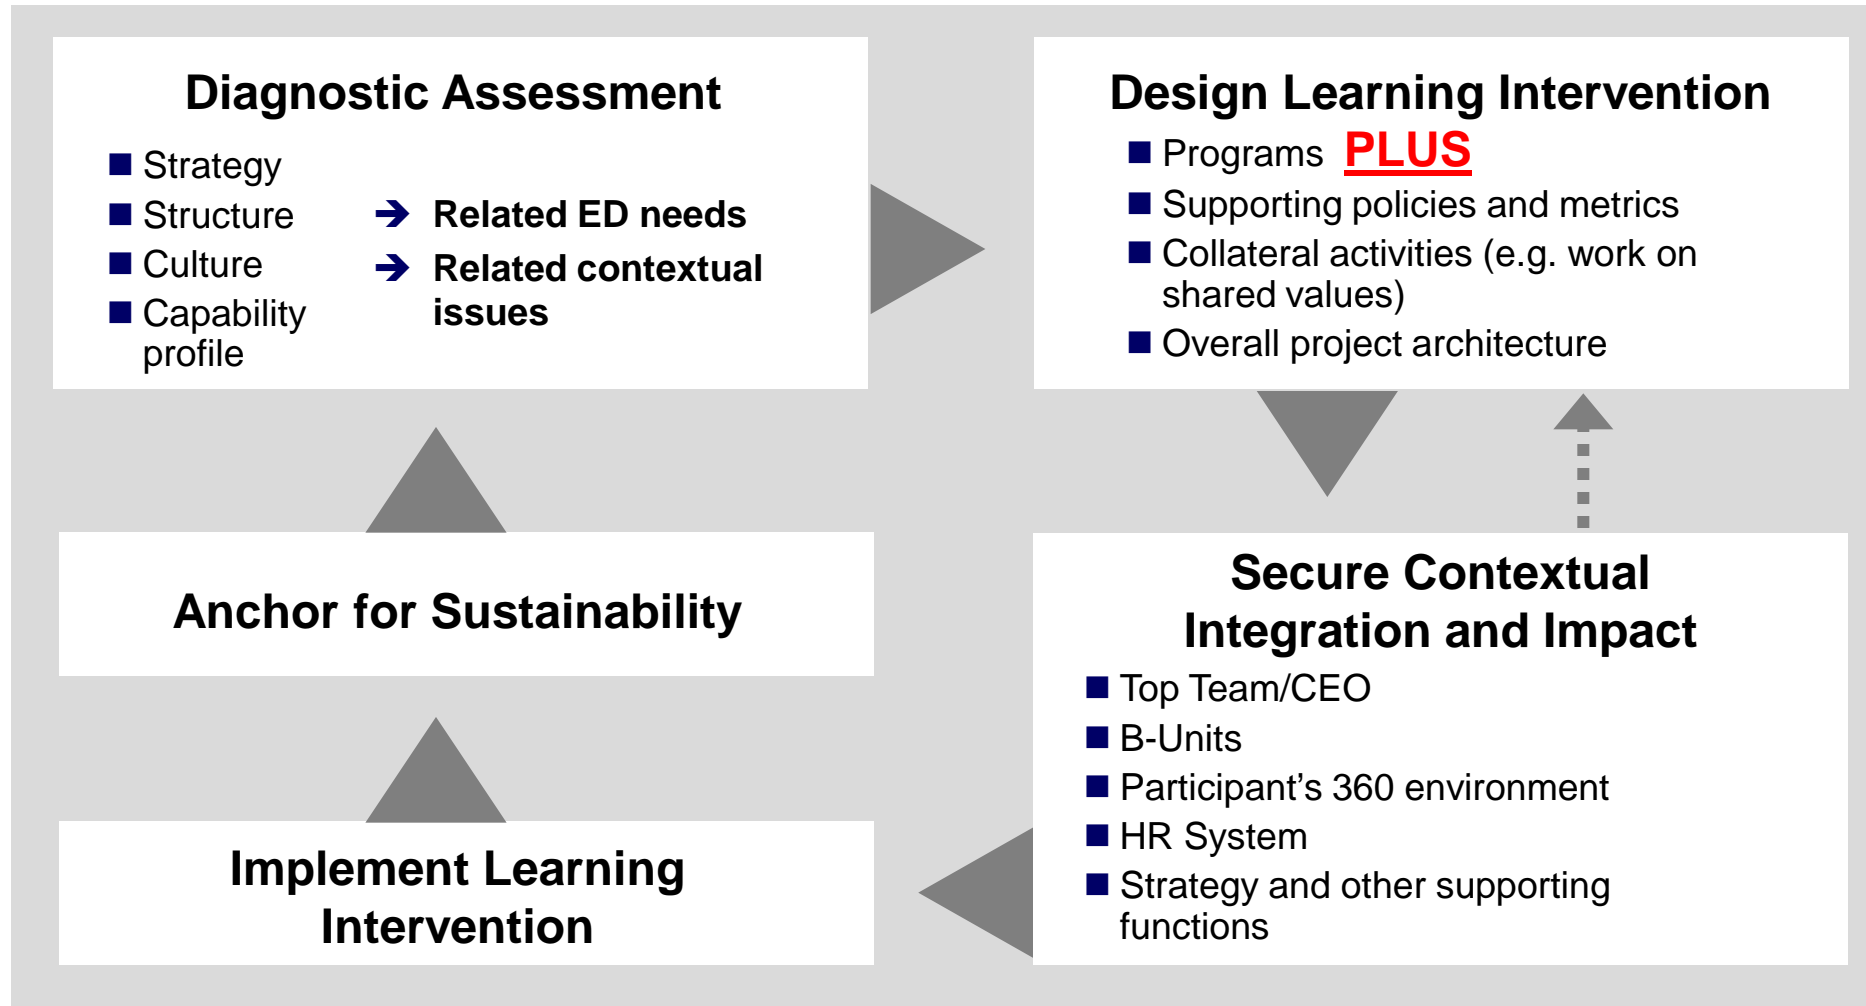 Diagnostic Assessment
Strategy
Structure
Culture
Capability
profile
➔ Related ED needs
➔ Related contextual
issues
Design Learning Intervention
Programs PLUS
Supporting policies and metrics
Collateral activities (e.g. work on
shared values)
Overall project architecture
Secure Contextual
Integration and Impact
Top Team/CEO
B-Units
Participant’s 360 environment
HR System
Strategy and other supporting
functions
Implement Learning
Intervention
Anchor for Sustainability